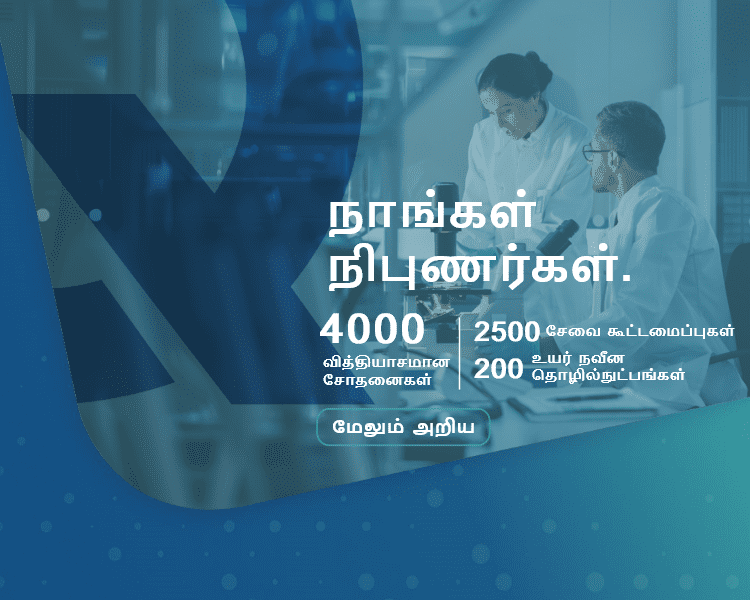 நாங்கள்
நிபுணர்கள்.
4000
வித்தியாசமான
சோதனைகள்
2500 சேவை கூட்டமைப்புகள்
200 உயர் நவீன
தொழில்நுட்பங்கள்
மேலும் அறிய